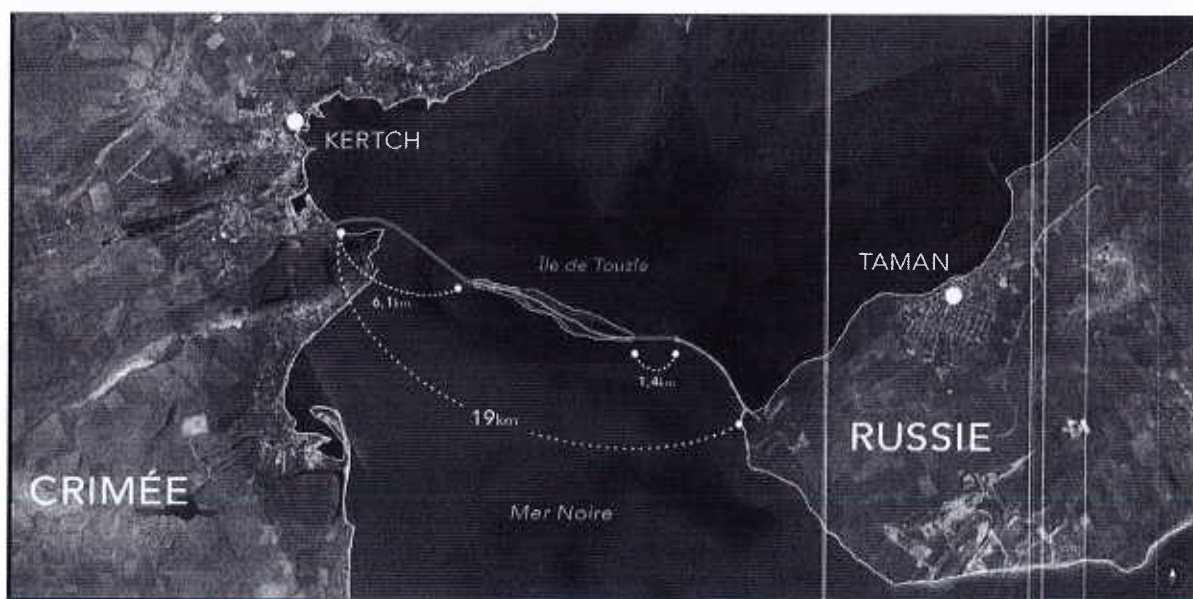 KERTCH
Île de Touzla
TAMAN
6,1km
1,4km
19km
RUSSIE
CRIMÉE
Mer Noire